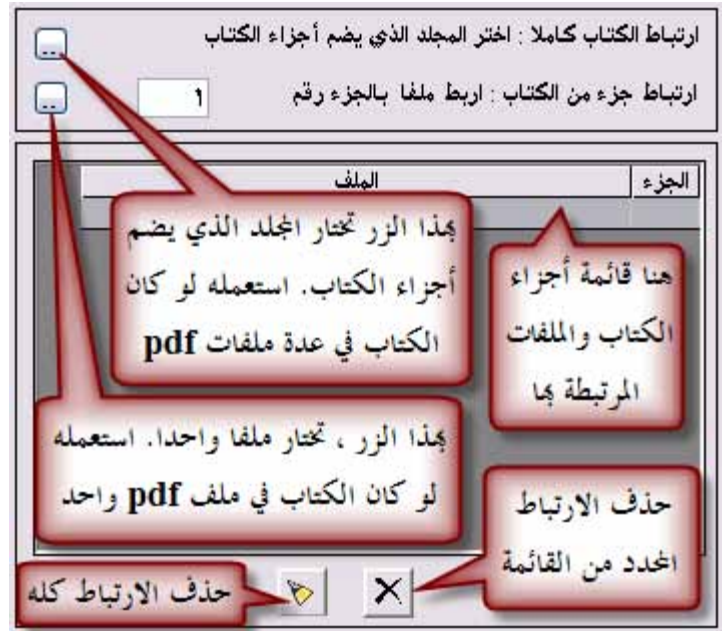 ارتباط الكتاب كاملا : اختر المجلد الذي يضم أجزاء الكتاب
..
ارتباط جزء من الكتاب : اربط ملفا بالجزء رقم
١
..
الجزء
الملف
بهذا الزر تختار المجلد الذي يضم
أجزاء الكتاب. استعمله لو كان
الكتاب في عدة ملفات pdf
هنا قائمة أجزاء
الكتاب والملفات
المرتبطة بها
بهذا الزر ، تختار ملفا واحدا. استعمله
لو كان الكتاب في ملف pdf واحد
حذف الارتباط
المحدد من القائمة
حذف الارتباط كله